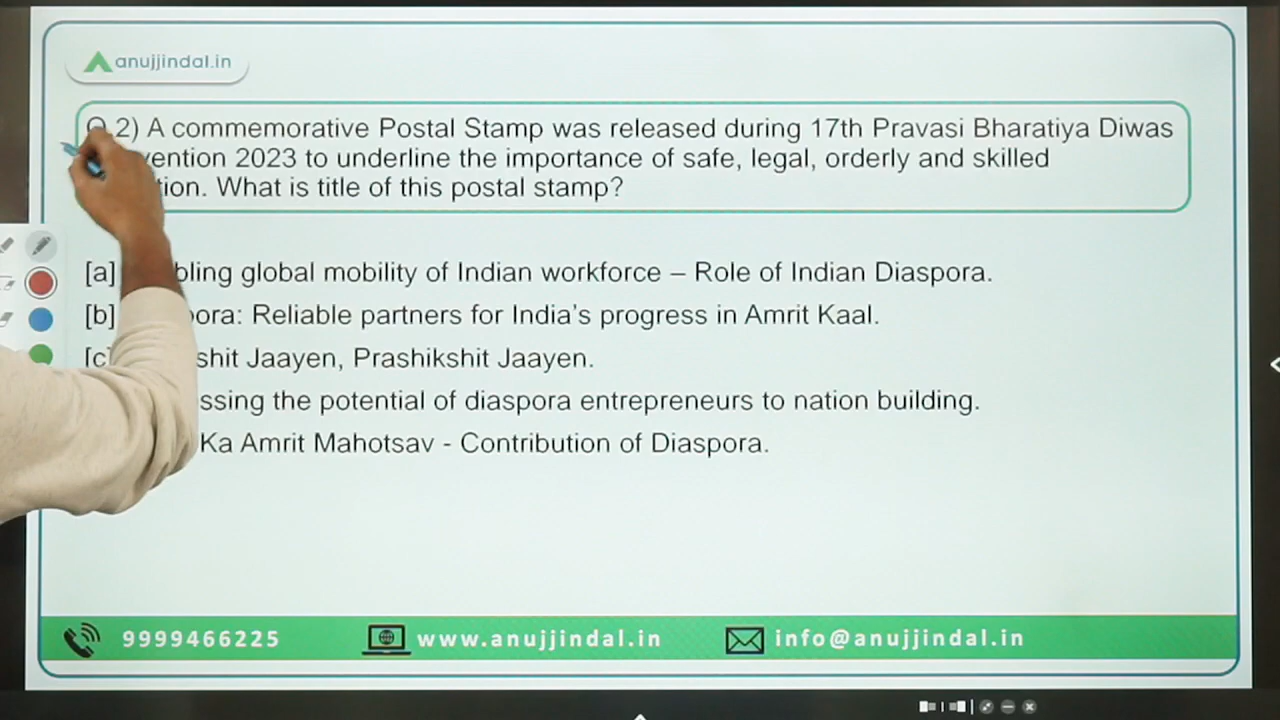 anujjindal.in
Q.2) A commemorative Postal Stamp was released during 17th Pravasi Bharatiya Diwas
vention 2023 to underline the importance of safe, legal, orderly and skilled
tion. What is title of this postal stamp?
[a] bling global mobility of Indian workforce – Role of Indian Diaspora.
[b] pora: Reliable partners for India's progress in Amrit Kaal.
[c] shit Jaayen, Prashikshit Jaayen.
ssing the potential of diaspora entrepreneurs to nation building.
Ka Amrit Mahotsav - Contribution of Diaspora.
9999466225 www.anujjindal.in info@anujjindal.in